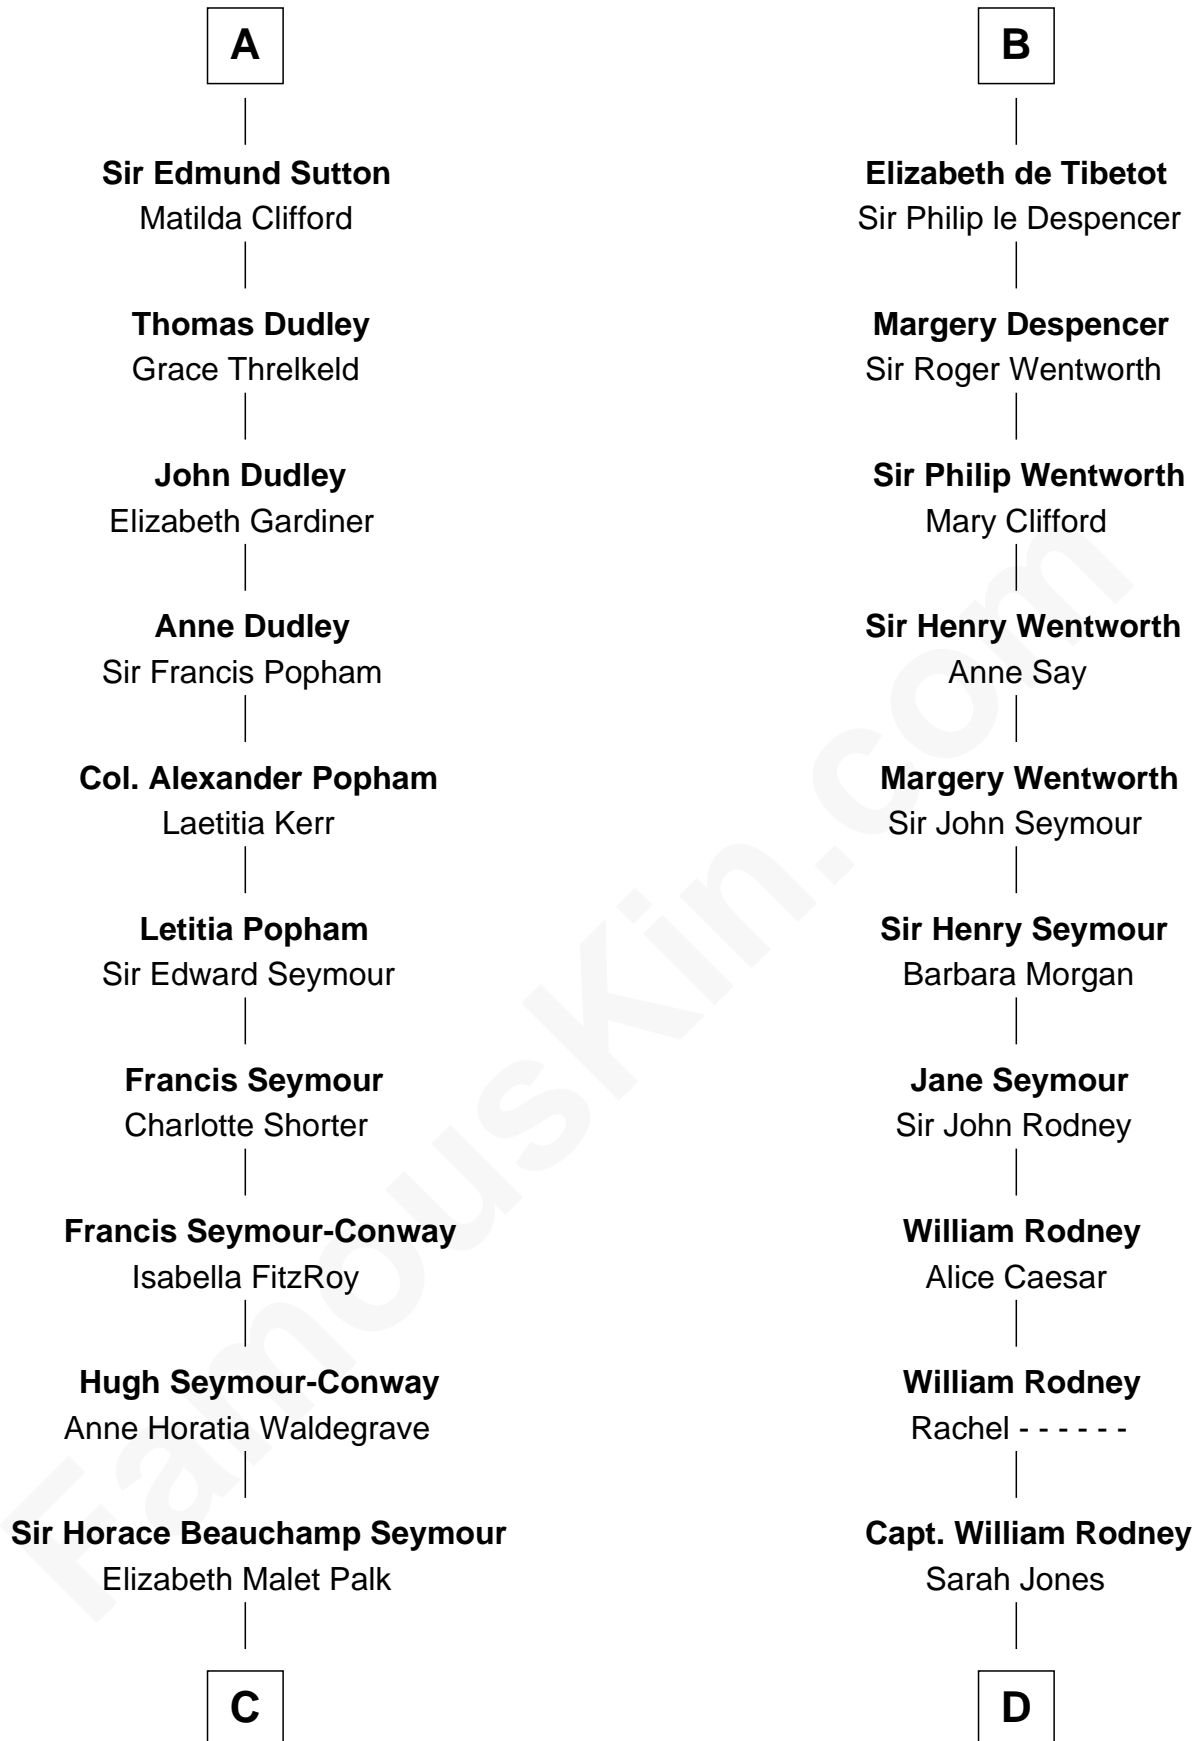 A
Sir Edmund Sutton
Matilda Clifford
Thomas Dudley
Grace Threlkeld
John Dudley
Elizabeth Gardiner
Anne Dudley
Sir Francis Popham
Col. Alexander Popham
Laetitia Kerr
Letitia Popham
Sir Edward Seymour
Francis Seymour
Charlotte Shorter
Francis Seymour-Conway
Isabella FitzRoy
Hugh Seymour-Conway
Anne Horatia Waldegrave
Sir Horace Beauchamp Seymour
Elizabeth Malet Palk
C
B
Elizabeth de Tibetot
Sir Philip le Despencer
Margery Despencer
Sir Roger Wentworth
Sir Philip Wentworth
Mary Clifford
Sir Henry Wentworth
Anne Say
Margery Wentworth
Sir John Seymour
Sir Henry Seymour
Barbara Morgan
Jane Seymour
Sir John Rodney
William Rodney
Alice Caesar
William Rodney
Rachel - - - - - -
Capt. William Rodney
Sarah Jones
D
FamousKin.com